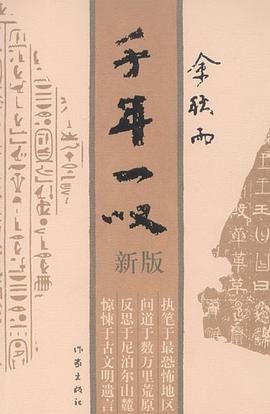 千年一叹
余秋雨
新版
执笔于最恐怖地区
问道于数万里荒原
反思于尼泊尔山麓
惊悚于古文明遗言
作家出版社